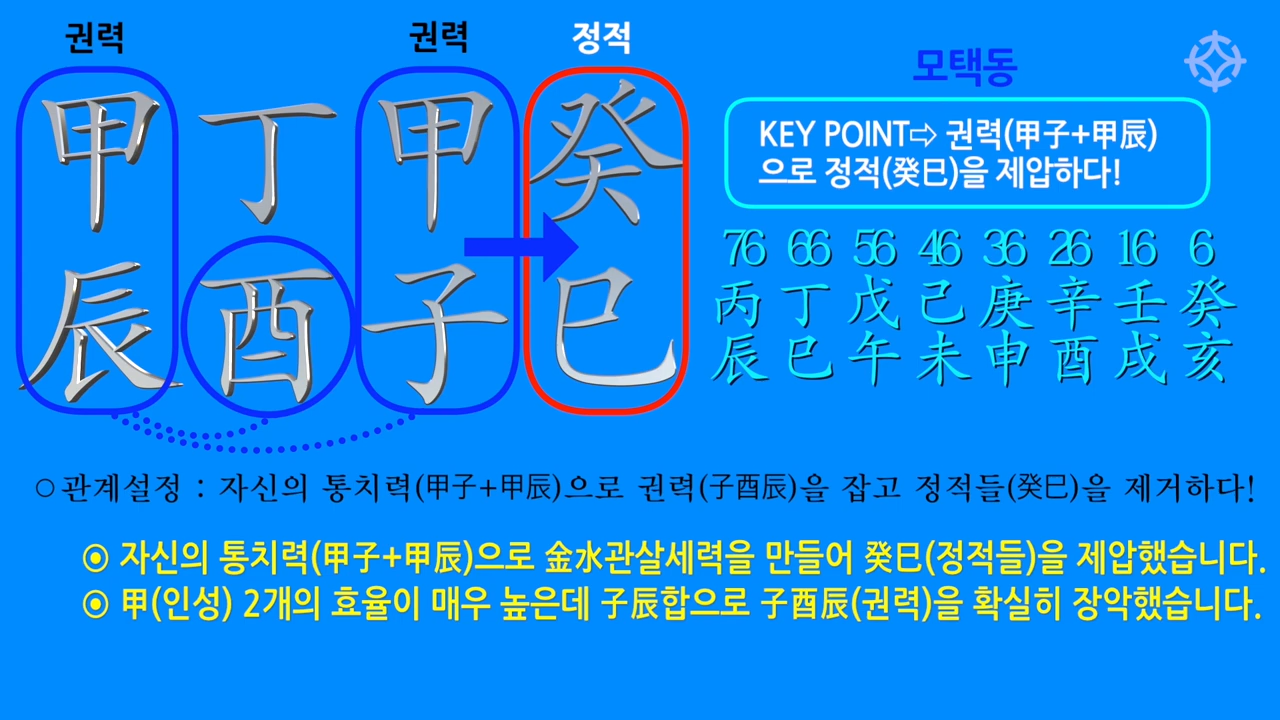 권력 권력 정적
甲 丁 甲 癸
辰 酉 子 巳
모택동
KEY POINT⇨ 권력(甲子+甲辰)
으로 정적(癸巳)을 제압하다!
76 66 56 46 36 26 16 6
丙 丁 戊 己 庚 辛 壬 癸
辰 巳 午 未 申 酉 戌 亥
○관계설정 : 자신의 통치력(甲子+甲辰)으로 권력(子酉辰)을 잡고 정적들(癸巳)을 제거하다!
◉ 자신의 통치력(甲子+甲辰)으로 金水관살세력을 만들어 癸巳(정적들)을 제압했습니다.
◉ 甲(인성) 2개의 효율이 매우 높은데 子辰합으로 子酉辰(권력)을 확실히 장악했습니다.